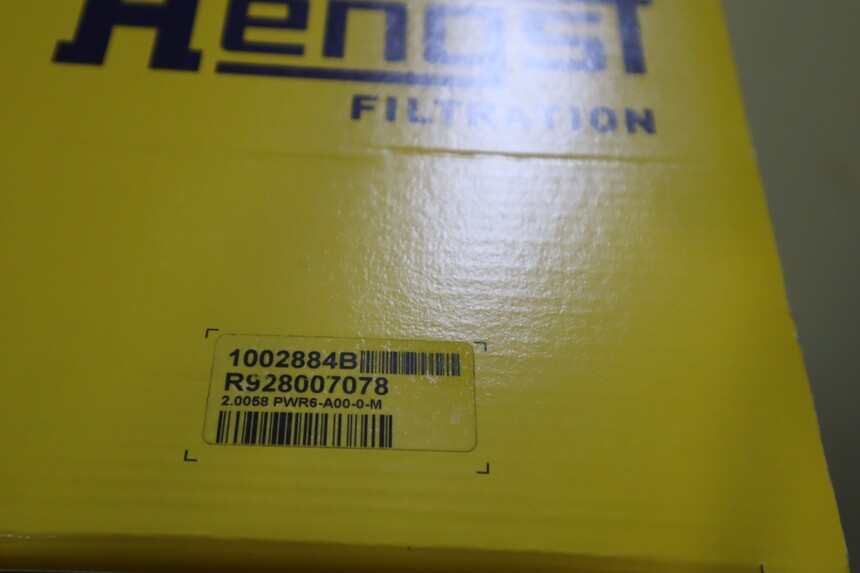 Hengst
FILTRATION
1002884B
R928007078
2.0058 PWR6-A00-0-M